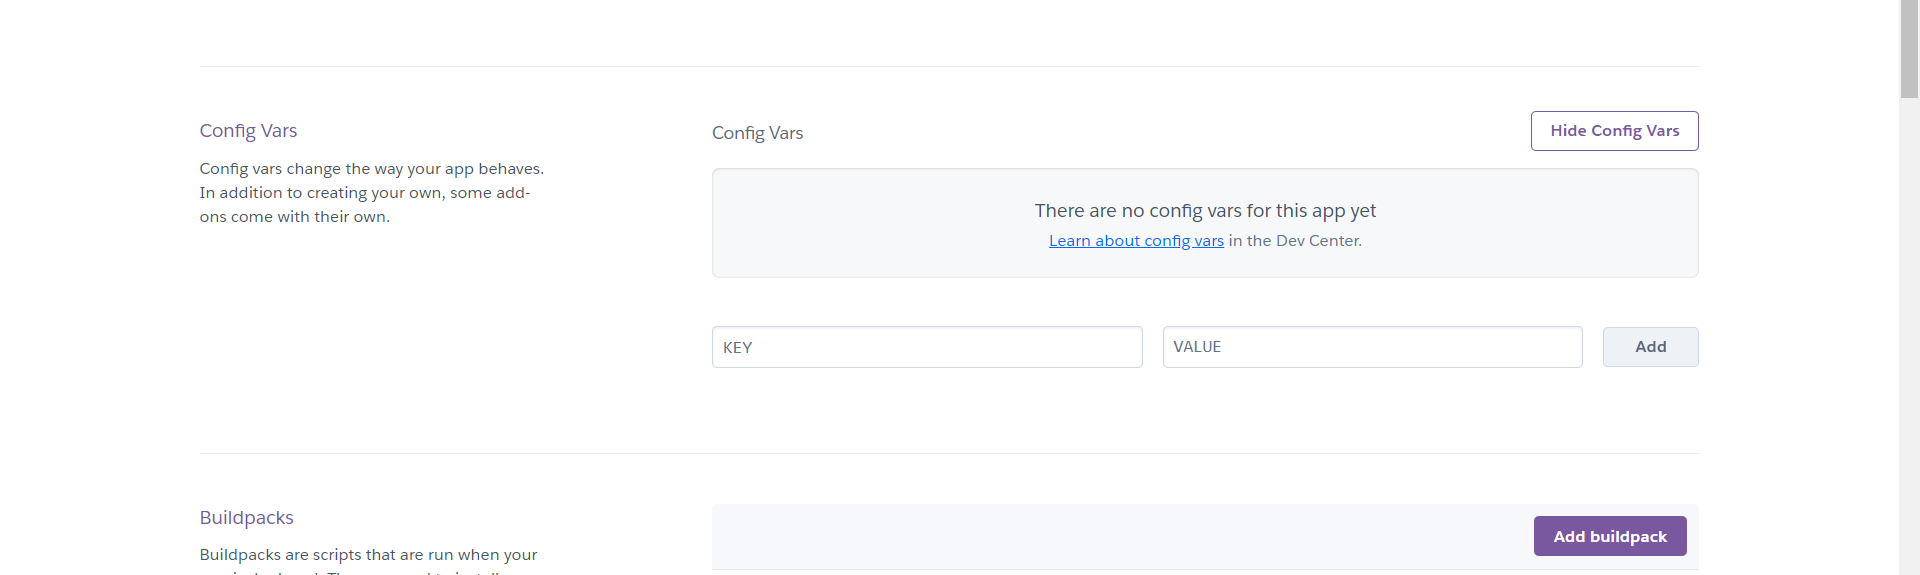 Config Vars
Config vars change the way your app behaves.
In addition to creating your own, some add-
ons come with their own.
Config Vars
Hide Config Vars
There are no config vars for this app yet
Learn about config vars in the Dev Center.
KEY
VALUE
Add
Buildpacks
Buildpacks are scripts that are run when your
Add buildpack